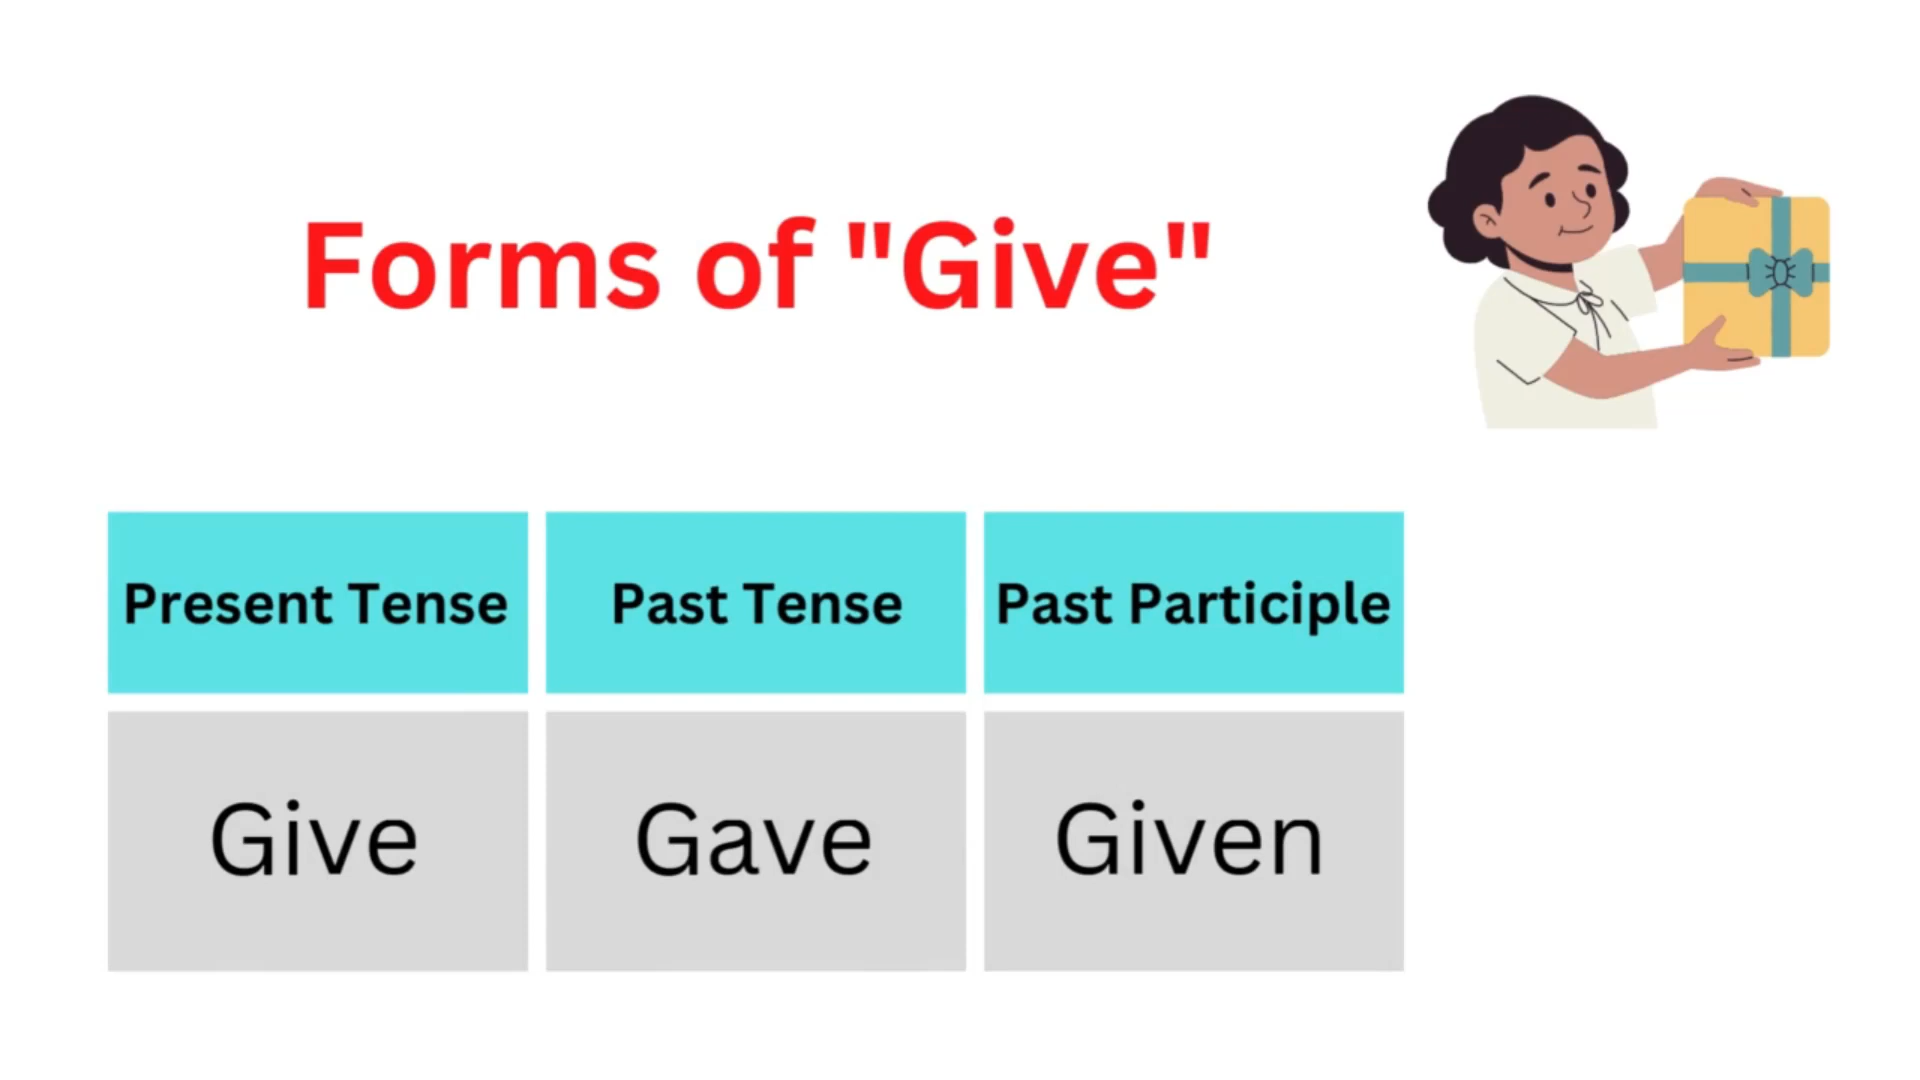 Forms of "Give"
Present Tense Past Tense Past Participle
Give Gave Given